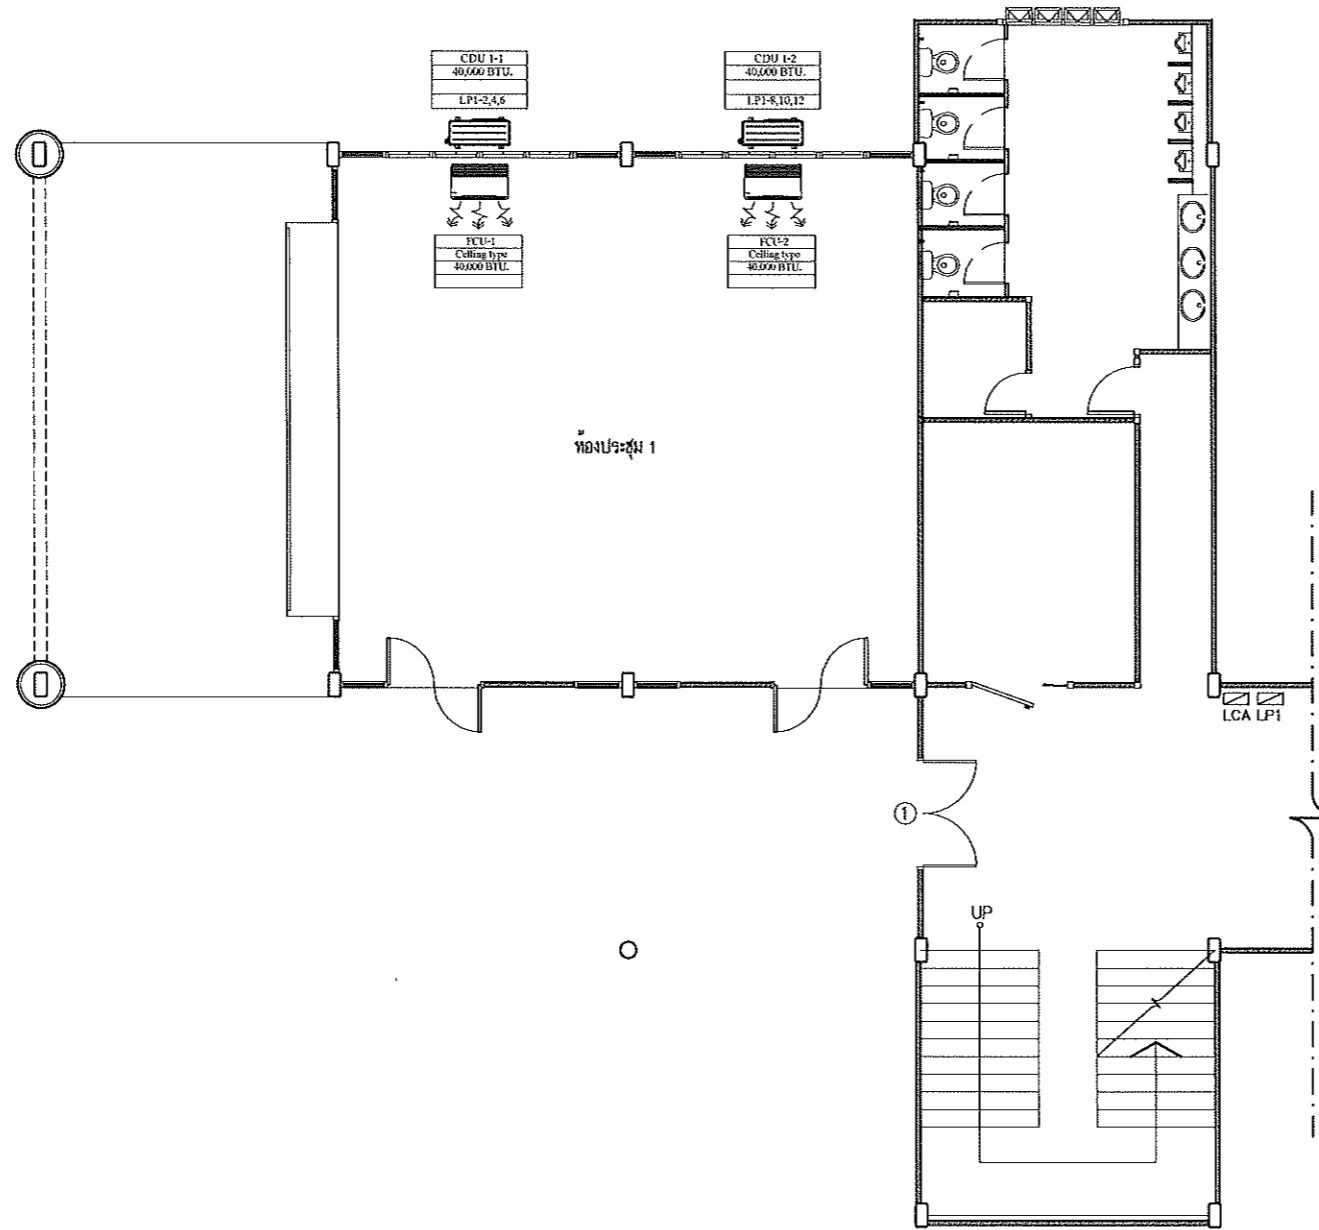 CDU 1-1
40,000 BTU.
LP1-2,4,6
CDU 1-2
40,000 BTU.
LP1-8,10,12
FCU-1
Celling type
40,000 BTU.
FCU-2
Celling type
40,000 BTU.
ห้องประชุม 1
LCA LP1
1
UP